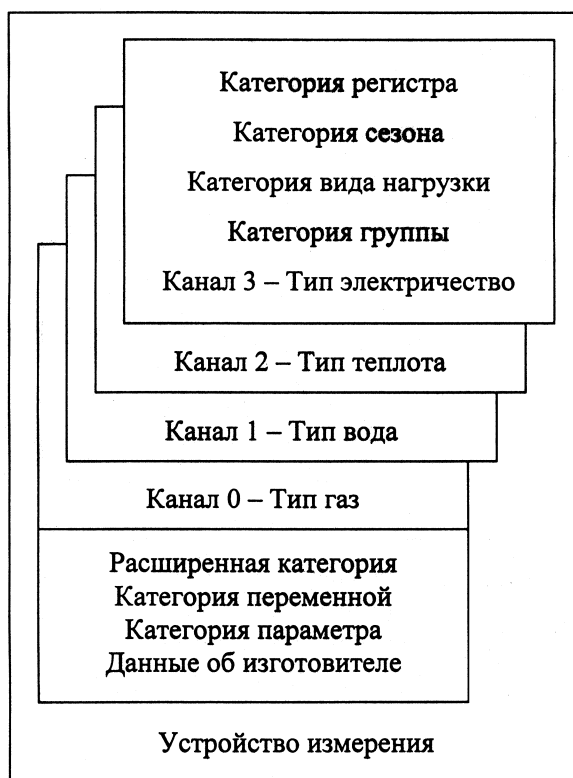 Категория регистра
Категория сезона
Категория вида нагрузки
Категория группы
Канал 3 – Тип электричество
Канал 2 – Тип теплота
Канал 1 – Тип вода
Канал 0 – Тип газ
Расширенная категория
Категория переменной
Категория параметра
Данные об изготовителе
Устройство измерения